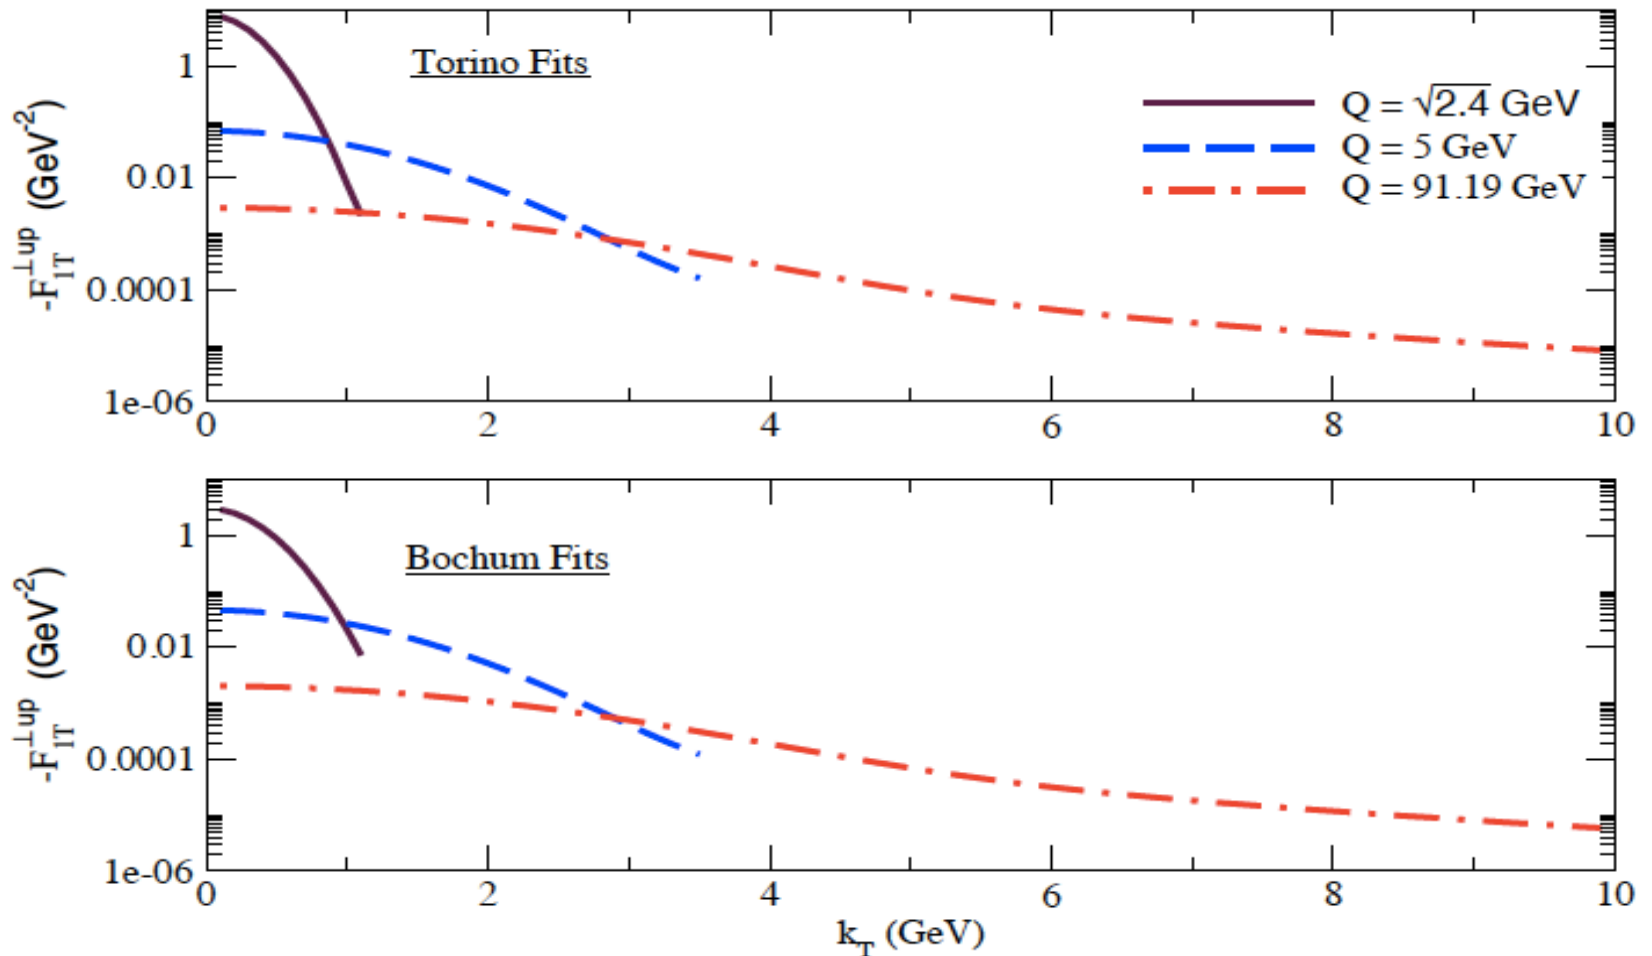 Torino Fits
Q = √2.4 GeV
Q = 5 GeV
Q = 91.19 GeV
-F₁T^⊥up (GeV⁻²)
1
0.01
0.0001
1e-06
0 2 4 6 8 10
Bochum Fits
-F₁T^⊥up (GeV⁻²)
1
0.01
0.0001
1e-06
0 2 4 6 8 10
k_T (GeV)